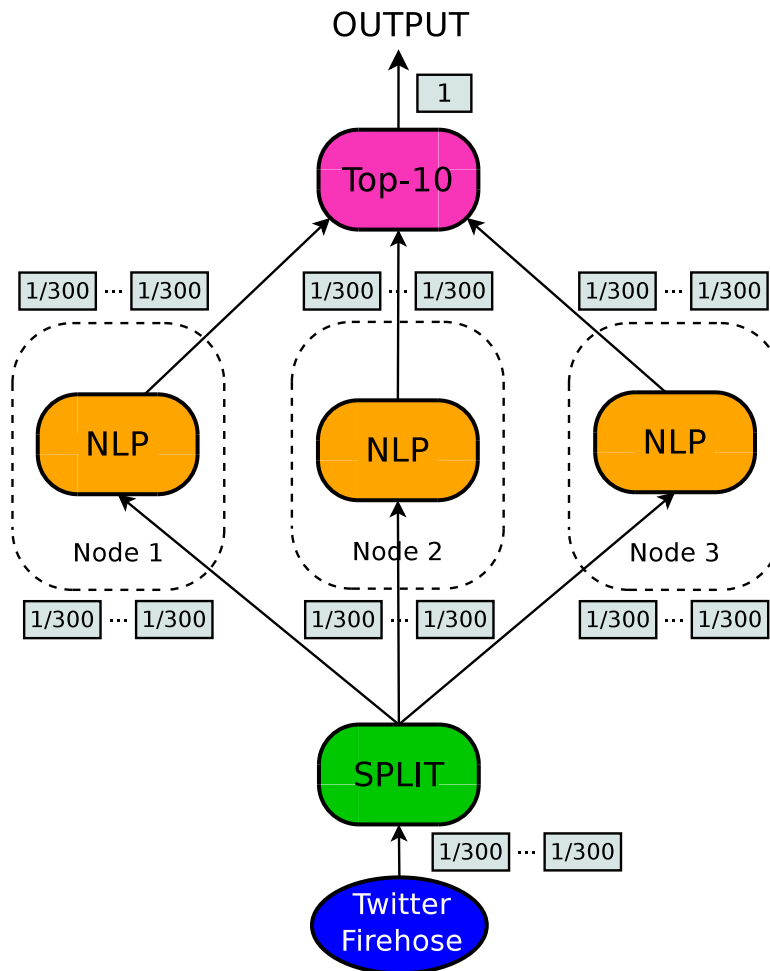 OUTPUT
1
Top-10
1/300 ... 1/300
1/300 ... 1/300
1/300 ... 1/300
NLP
NLP
NLP
Node 1
Node 2
Node 3
1/300 ... 1/300
1/300 ... 1/300
1/300 ... 1/300
SPLIT
1/300 ... 1/300
Twitter
Firehose